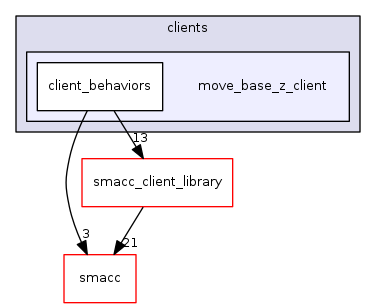 clients
client_behaviors
move_base_z_client
13
smacc_client_library
3
21
smacc